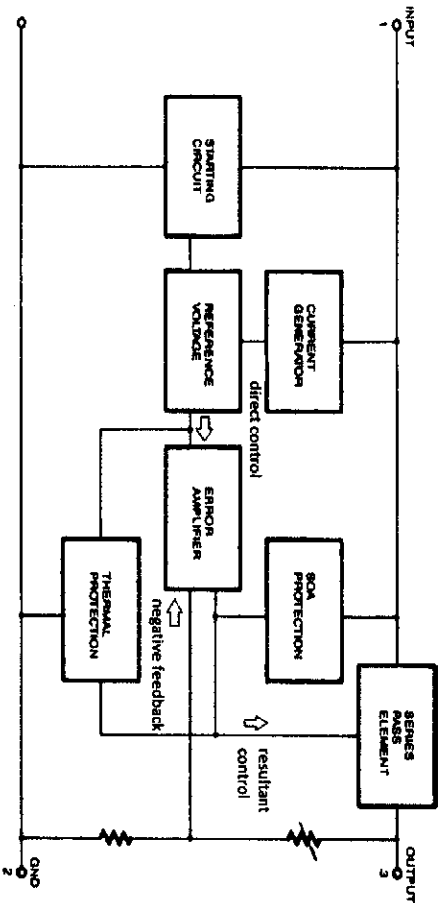 INPUT
1
STARTING
CIRCUIT
CURRENT
GENERATOR
REFERENCE
VOLTAGE
direct control
ERROR
AMPLIFIER
negative feedback
SOA
PROTECTION
THERMAL
PROTECTION
SERIES
PASS
ELEMENT
resultant
control
OUTPUT
3
GND
2